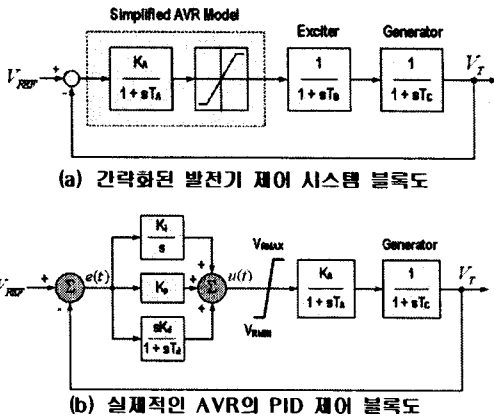 Simplified AVR Model
Exciter
Generator
V_REF
+
-
K_A
1 + sT_A
1
1 + sT_B
1
1 + sT_C
V_T
(a) 간략화된 발전기 제어 시스템 블록도
K_i
s
V_REF
+
-
Σ
e(t)
K_p
sK_d
1 + sT_d
+
+
+
Σ
u(t)
V_RMAX
V_RMIN
K_A
1 + sT_A
Generator
1
1 + sT_C
V_T
(b) 실제적인 AVR의 PID 제어 블록도